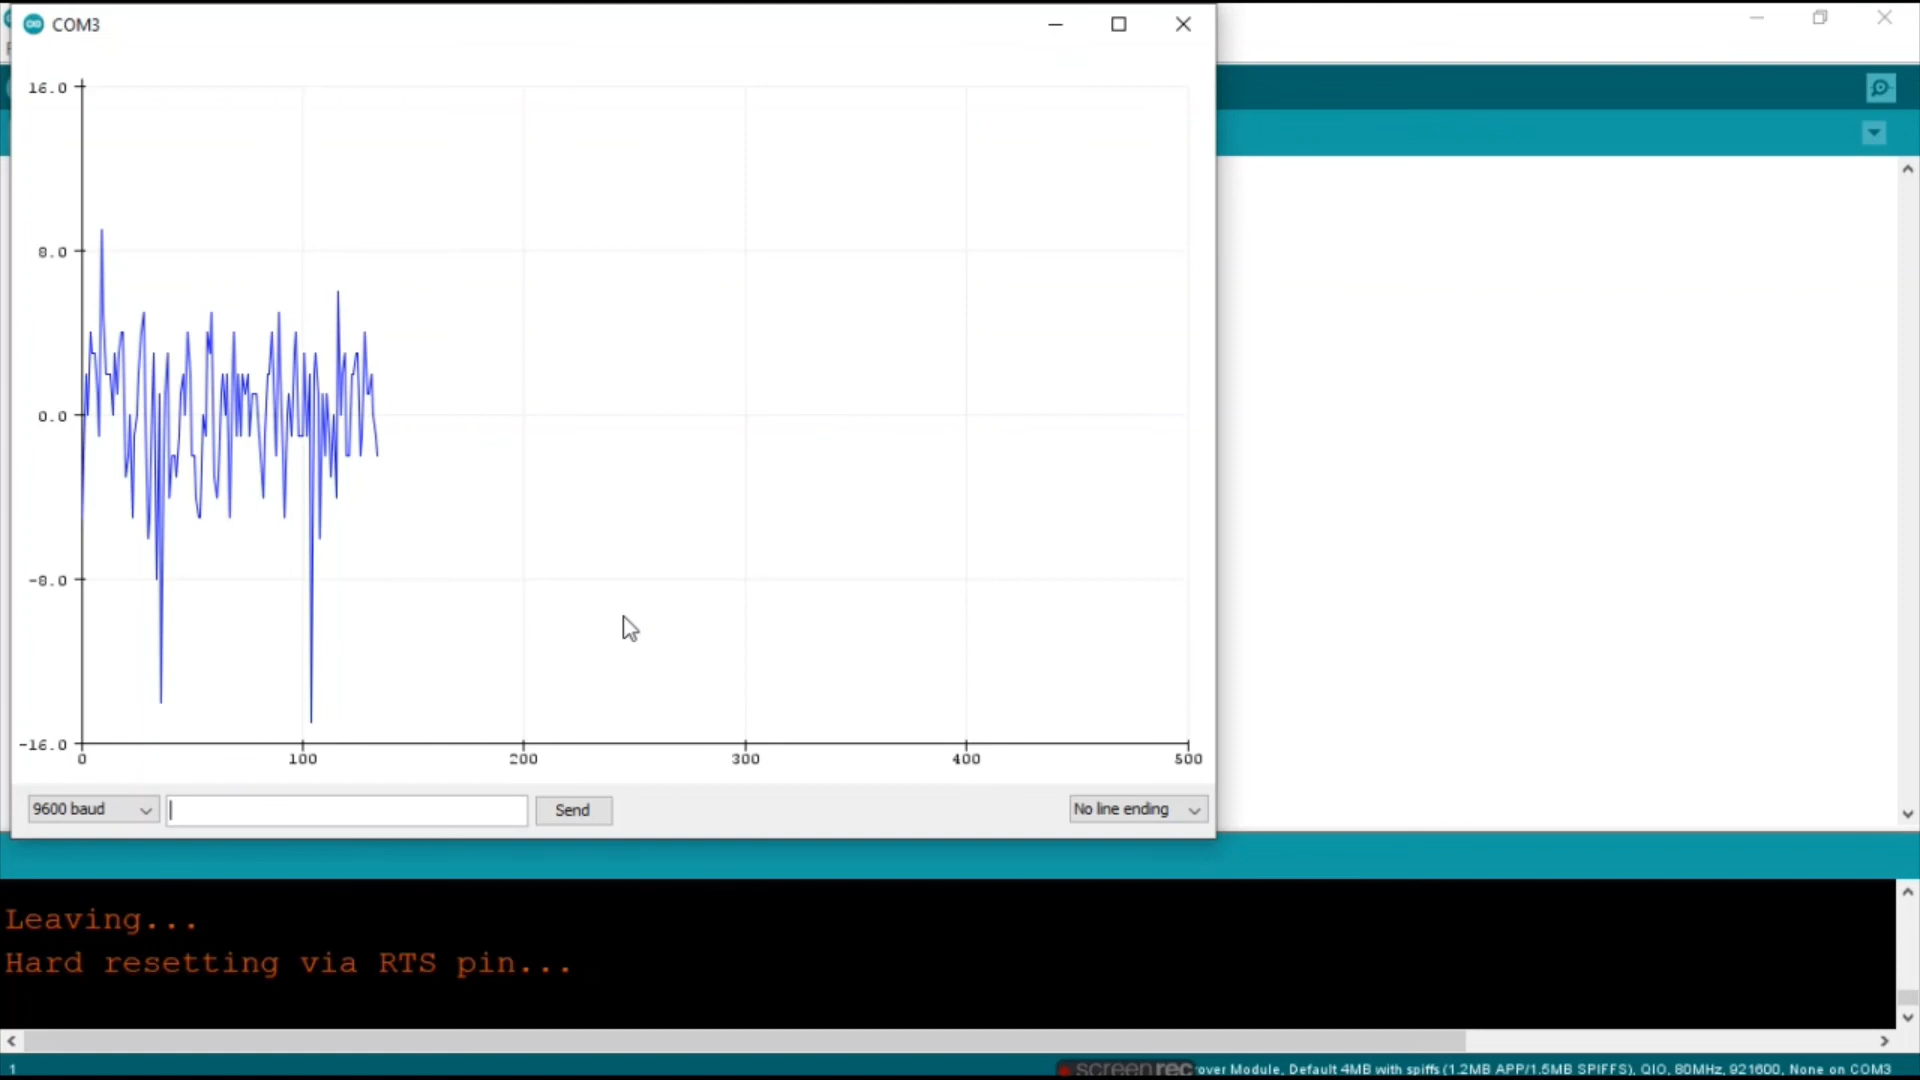 COM3
16.0
8.0
0.0
-8.0
-16.0
0 100 200 300 400 500
9600 baud
Send
No line ending
Leaving...
Hard resetting via RTS pin...
1
screenrec
over Module, Default 4MB with spiffs (1.2MB APP/1.5MB SPIFFS), QIO, 80MHz, 921600, None on COM3